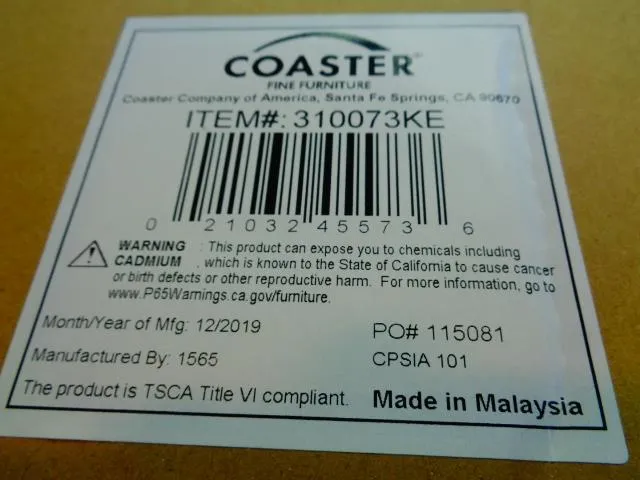 COASTER®
FINE FURNITURE
Coaster Company of America, Santa Fe Springs, CA 90670
ITEM#: 310073KE
0 21032 45573 6
WARNING : This product can expose you to chemicals including
CADMIUM , which is known to the State of California to cause cancer
or birth defects or other reproductive harm. For more information, go to
www.P65Warnings.ca.gov/furniture.
Month/Year of Mfg: 12/2019
PO# 115081
Manufactured By: 1565
CPSIA 101
The product is TSCA Title VI compliant.
Made in Malaysia